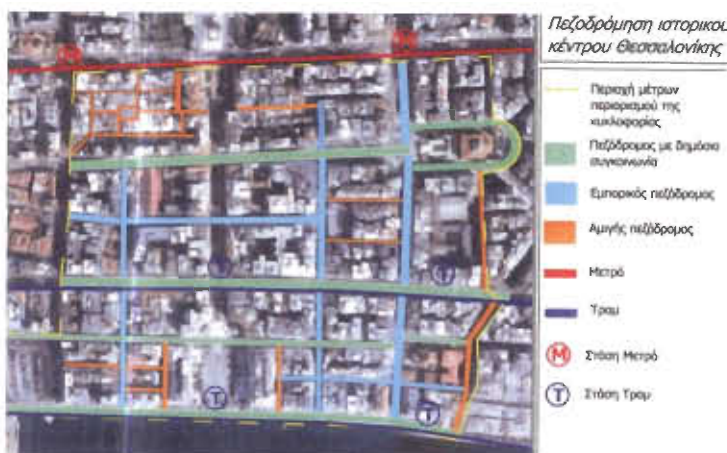 Πεζοδρόμηση ιστορικού
κέντρου Θεσσαλονίκης
M
M
Περιοχή μέτρων
περιορισμού της
κυκλοφορίας
Πεζόδρομος με δημόσια
συγκοινωνία
Εμπορικός πεζόδρομος
Αμιγής πεζόδρομος
T
T
Μετρό
Τραμ
M Στάση Μετρό
T Στάση Τραμ
T
T